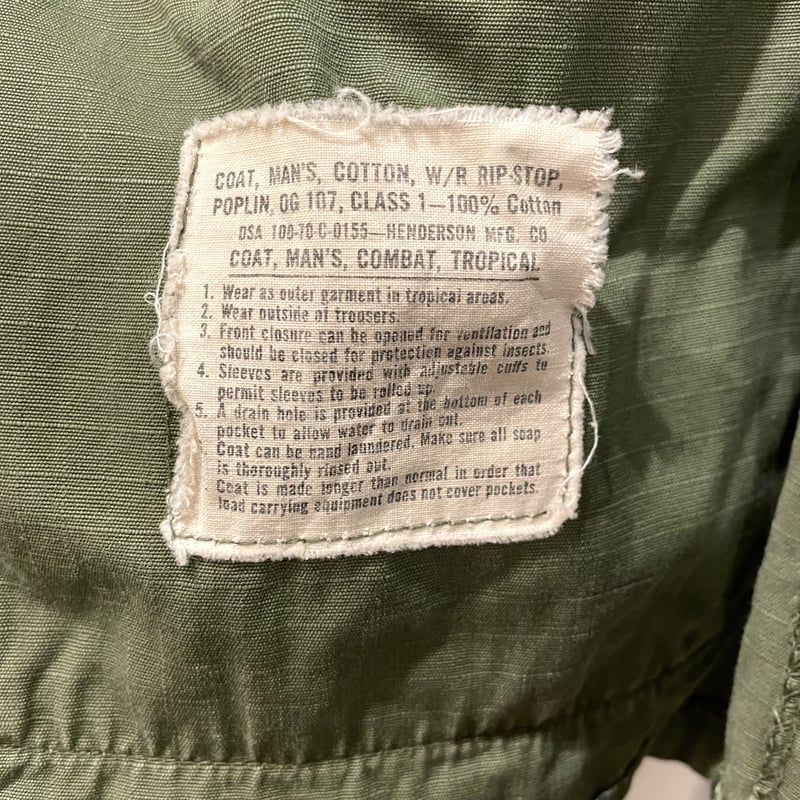 COAT, MAN'S, COTTON, W/R RIP-STOP,
POPLIN, OG 107, CLASS 1—100% Cotton
DSA 100-70-C-0155—HENDERSON MFG. CO
COAT, MAN'S, COMBAT, TROPICAL
1. Wear as outer garment in tropical areas.
2. Wear outside of trousers.
3. Front closure can be opened for ventilation and
should be closed for protection against insects.
4. Sleeves are provided with adjustable cuffs to
permit sleeves to be rolled up.
5. A drain hole is provided at the bottom of each
pocket to allow water to drain out.
Coat can be hand laundered. Make sure all soap
is thoroughly rinsed out.
Coat is made longer than normal in order that
load carrying equipment does not cover pockets.